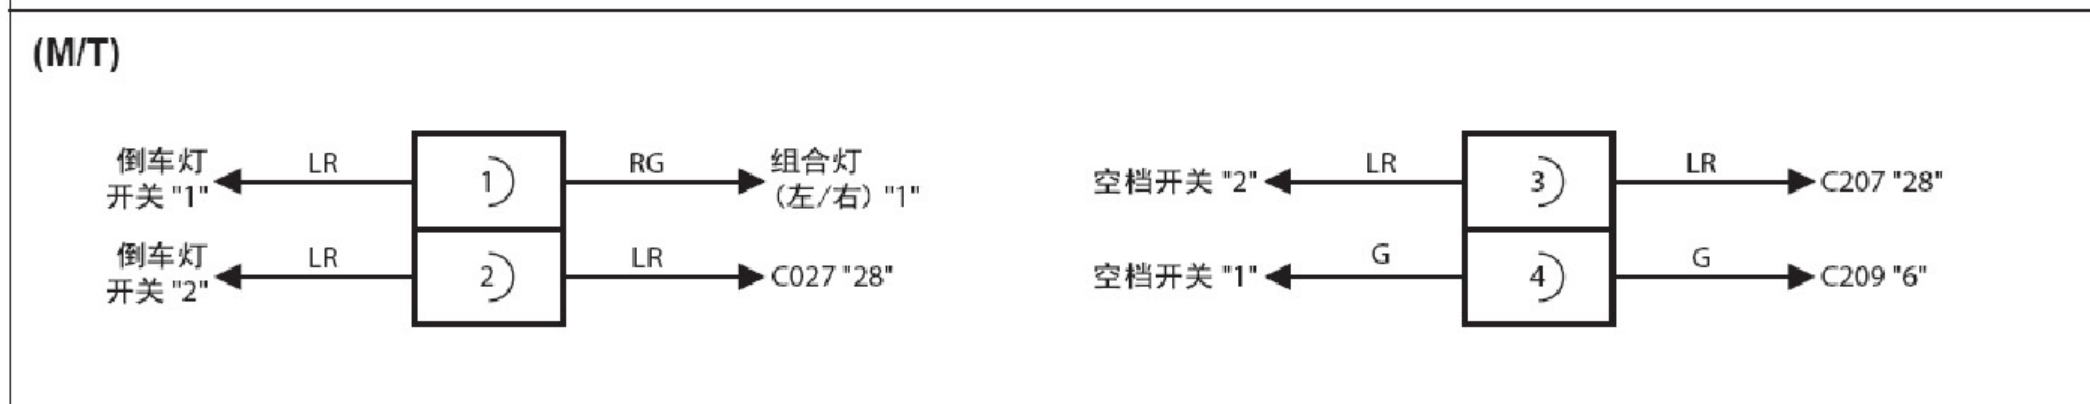 (M/T)
倒车灯
开关 "1"
LR
1
RG
组合灯
(左/右) "1"
倒车灯
开关 "2"
LR
2
LR
C027 "28"
空档开关 "2"
LR
3
LR
C207 "28"
空档开关 "1"
G
4
G
C209 "6"